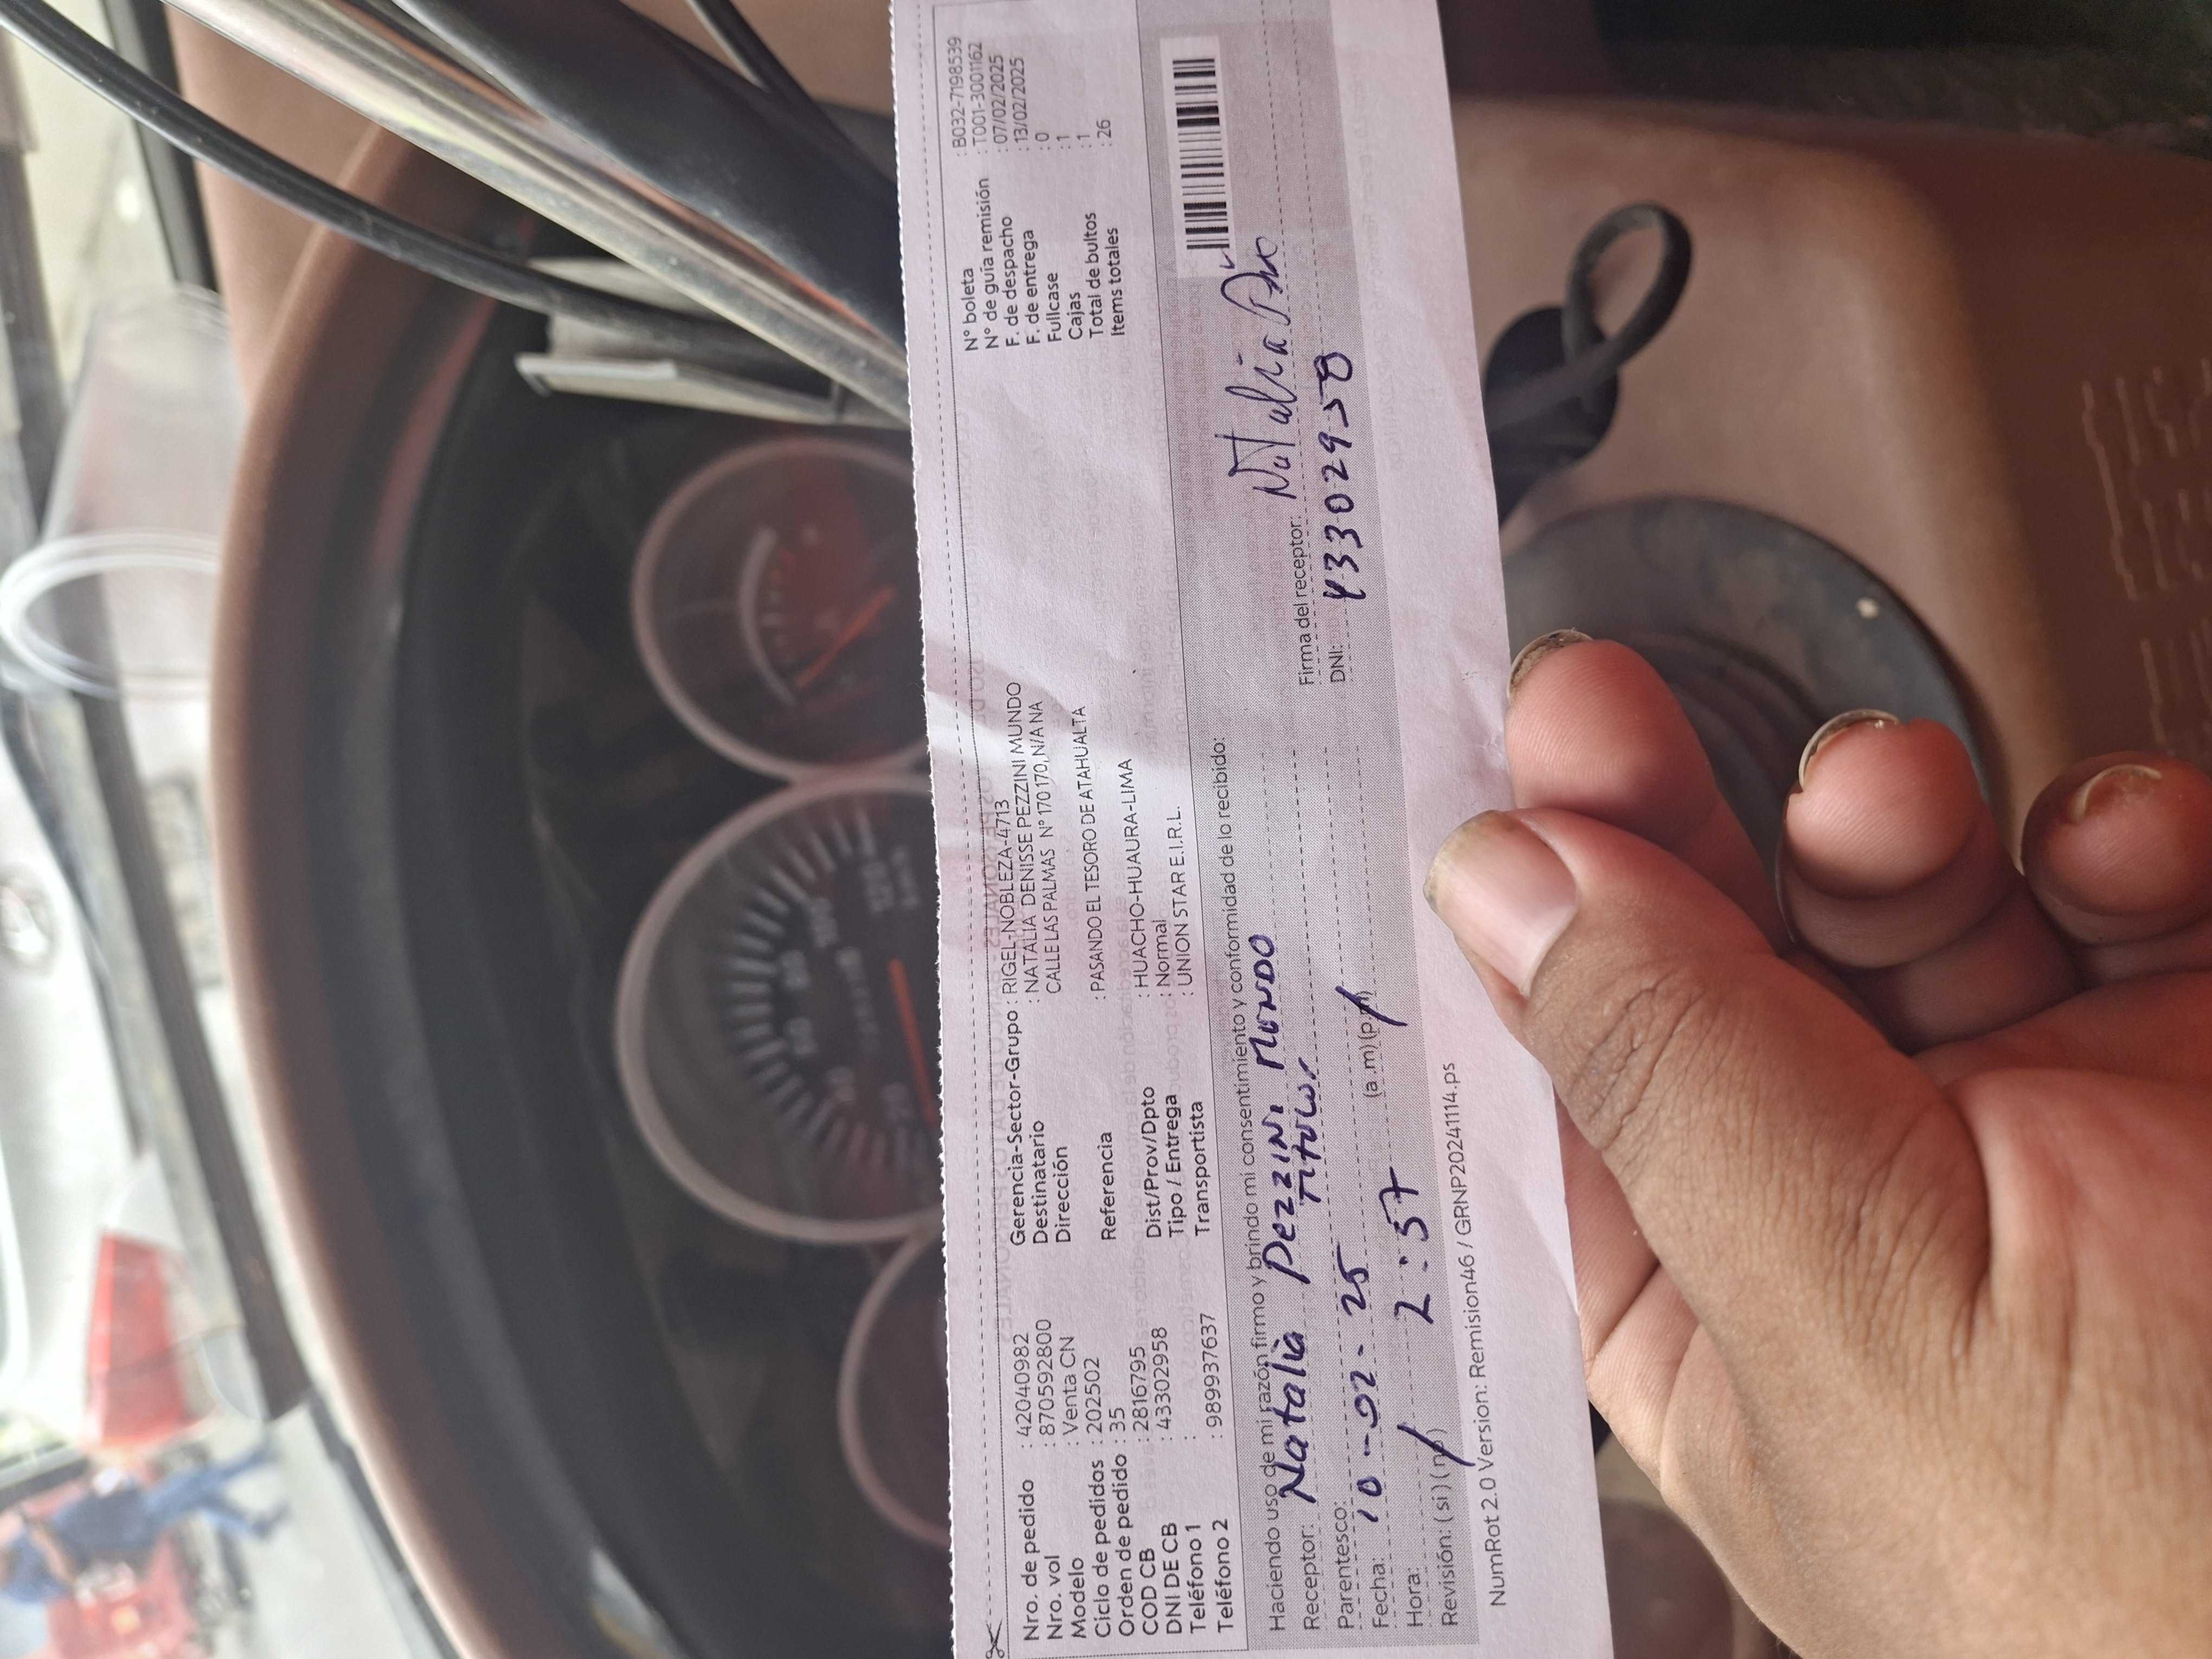 Nro. de pedido : 42040982
Nro. vol : 8705928​00
Modelo : Venta CN
Ciclo de pedidos : 202502
Orden de pedido : 35
COD CB : 2816795
DNI DE CB : 43302958
Teléfono 1 :
Teléfono 2 : 989937637
Gerencia-Sector-Grupo : RIGEL-NOBLEZA-4713
Destinatario : NATALIA DENISSE PEZZINI MUNDO
Dirección CALLE LAS PALMAS N° 170 170, N/A NA
Referencia : PASANDO EL TESORO DE ATAHUALTA
Dist/Prov/Dpto : HUACHO-HUAURA-LIMA
Tipo / Entrega : Normal
Transportista : UNION STAR E.I.R.L.
N° boleta : B032-7198539
N° de guía remisión : T001-3001162
F. de despacho : 07/02/2025
F. de entrega : 13/02/2025
Fullcase : 0
Cajas : 1
Total de bultos : 1
Items totales : 26
Haciendo uso de mi razón firmo y brindo mi consentimiento y conformidad de lo recibido:
Receptor: Natalia Pezzini Mundo
Parentesco: Titular
Fecha: 10-02-25
Hora: 2:57 (a.m) (p.m)
Revisión: (si) (no)
Firma del receptor: Natalia
DNI: 43302958
NumRot 2.0 Version: Remision46 / GRNP20241114.ps